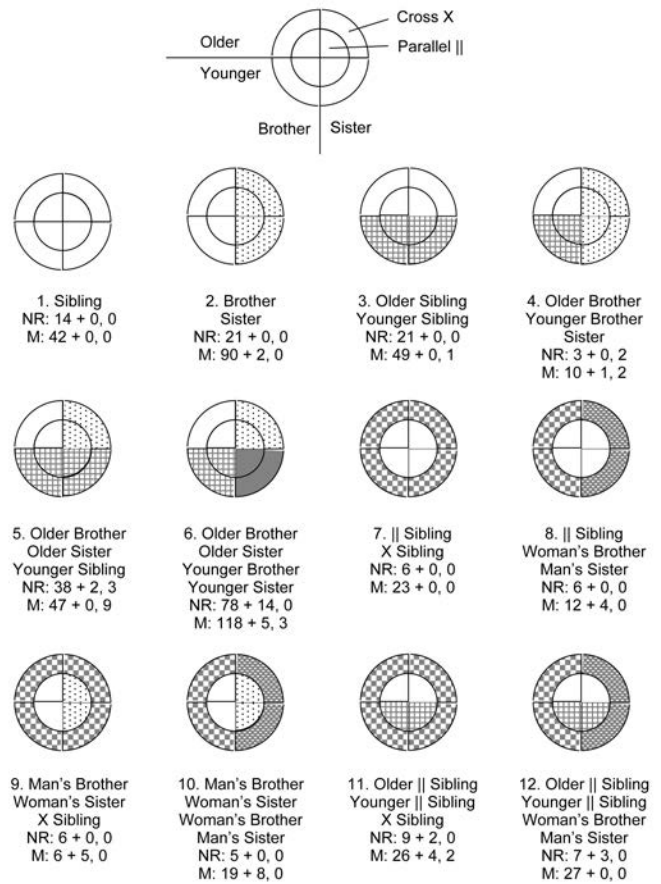 Cross X
Older
Parallel ||
Younger
Brother
Sister
1. Sibling
NR: 14 + 0, 0
M: 42 + 0, 0
2. Brother
Sister
NR: 21 + 0, 0
M: 90 + 2, 0
3. Older Sibling
Younger Sibling
NR: 21 + 0, 0
M: 49 + 0, 1
4. Older Brother
Younger Brother
Sister
NR: 3 + 0, 2
M: 10 + 1, 2
5. Older Brother
Older Sister
Younger Sibling
NR: 38 + 2, 3
M: 47 + 0, 9
6. Older Brother
Older Sister
Younger Brother
Younger Sister
NR: 78 + 14, 0
M: 118 + 5, 3
7. || Sibling
X Sibling
NR: 6 + 0, 0
M: 23 + 0, 0
8. || Sibling
Woman's Brother
Man's Sister
NR: 6 + 0, 0
M: 12 + 4, 0
9. Man's Brother
Woman's Sister
X Sibling
NR: 6 + 0, 0
M: 6 + 5, 0
10. Man's Brother
Woman's Sister
Woman's Brother
Man's Sister
NR: 5 + 0, 0
M: 19 + 8, 0
11. Older || Sibling
Younger || Sibling
X Sibling
NR: 9 + 2, 0
M: 26 + 4, 2
12. Older || Sibling
Younger || Sibling
Woman's Brother
Man's Sister
NR: 7 + 3, 0
M: 27 + 0, 0